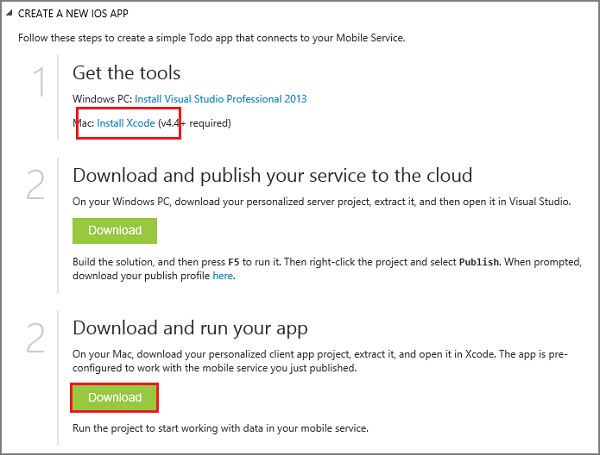 CREATE A NEW IOS APP
Follow these steps to create a simple Todo app that connects to your Mobile Service.
1
Get the tools
Windows PC: Install Visual Studio Professional 2013
Mac: Install Xcode (v4.4+ required)
2
Download and publish your service to the cloud
On your Windows PC, download your personalized server project, extract it, and then open it in Visual Studio.
Download
Build the solution, and then press F5 to run it. Then right-click the project and select Publish. When prompted,
download your publish profile here.
2
Download and run your app
On your Mac, download your personalized client app project, extract it, and open it in Xcode. The app is pre-
configured to work with the mobile service you just published.
Download
Run the project to start working with data in your mobile service.